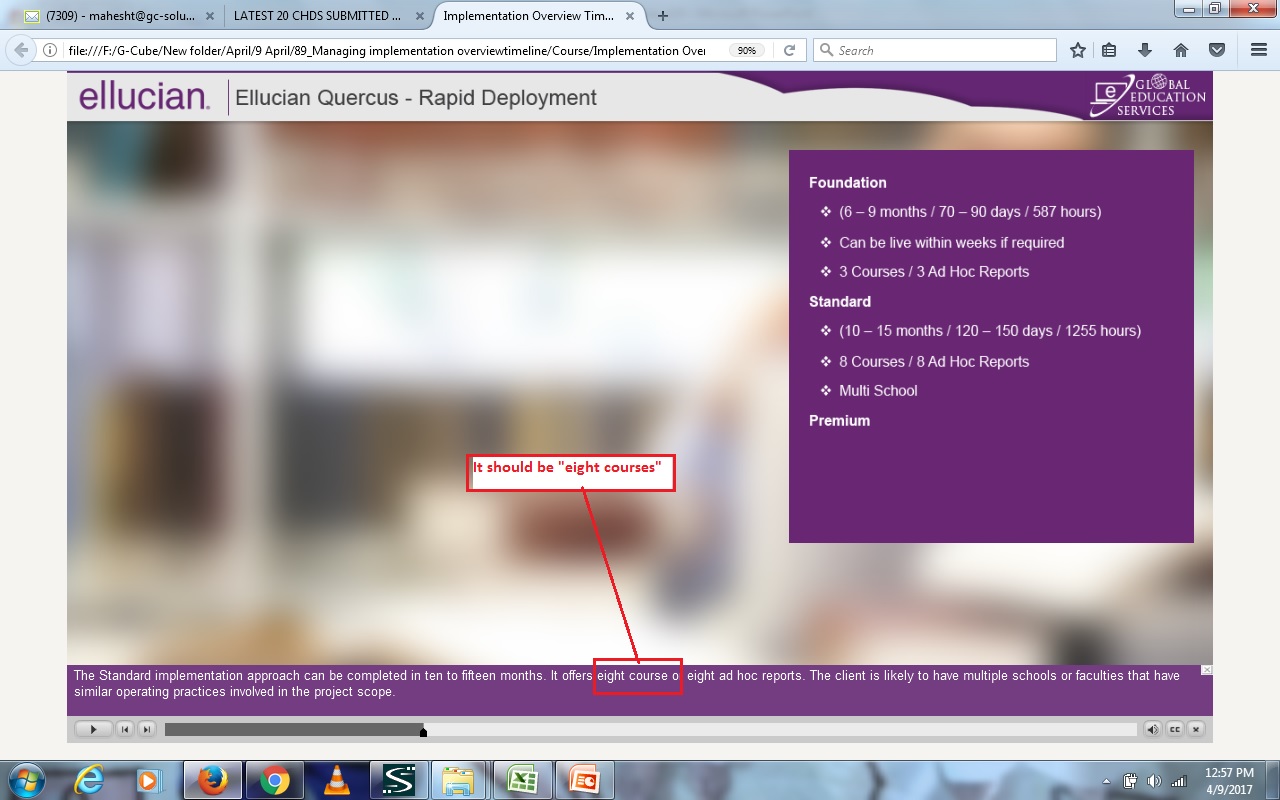 (7309) - mahesht@gc-solu...
LATEST 20 CHDS SUBMITTED ...
Implementation Overview Tim...
file:///F:/G-Cube/New folder/April/9 April/89_Managing implementation overviewtimeline/Course/Implementation Over
90%
Search
ellucian.
Ellucian Quercus - Rapid Deployment
GLOBAL
EDUCATION
SERVICES
Foundation
❖ (6 – 9 months / 70 – 90 days / 587 hours)
❖ Can be live within weeks if required
❖ 3 Courses / 3 Ad Hoc Reports
Standard
❖ (10 – 15 months / 120 – 150 days / 1255 hours)
❖ 8 Courses / 8 Ad Hoc Reports
❖ Multi School
Premium
It should be "eight courses"
The Standard implementation approach can be completed in ten to fifteen months. It offers eight course or eight ad hoc reports. The client is likely to have multiple schools or faculties that have
similar operating practices involved in the project scope.
CC
12:57 PM
4/9/2017